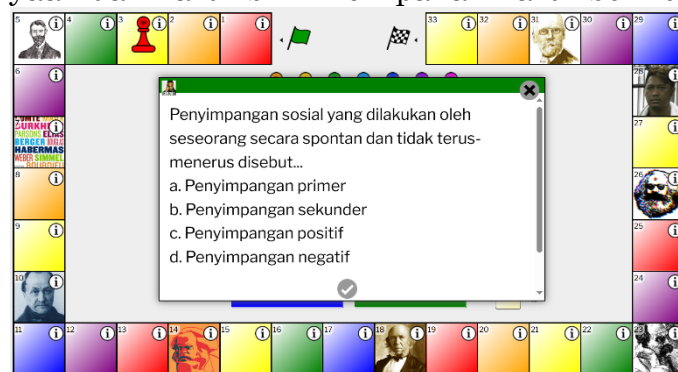 5 4 3 2 1 33 32 31 30 29
6
Penyimpangan sosial yang dilakukan oleh
seseorang secara spontan dan tidak terus-
menerus disebut...
a. Penyimpangan primer
b. Penyimpangan sekunder
c. Penyimpangan positif
d. Penyimpangan negatif
28
7
PARSONS
BERGER
HABERMAS
WEBER SIMMEL
27
8
26
9
25
10
24
11 12 13 14 15 16 17 18 19 20 21 22 23